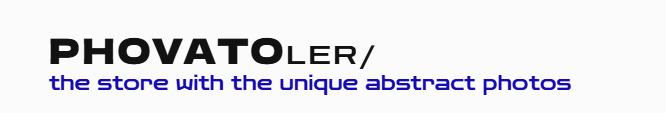 PHOVATOLER/
the store with the unique abstract photos